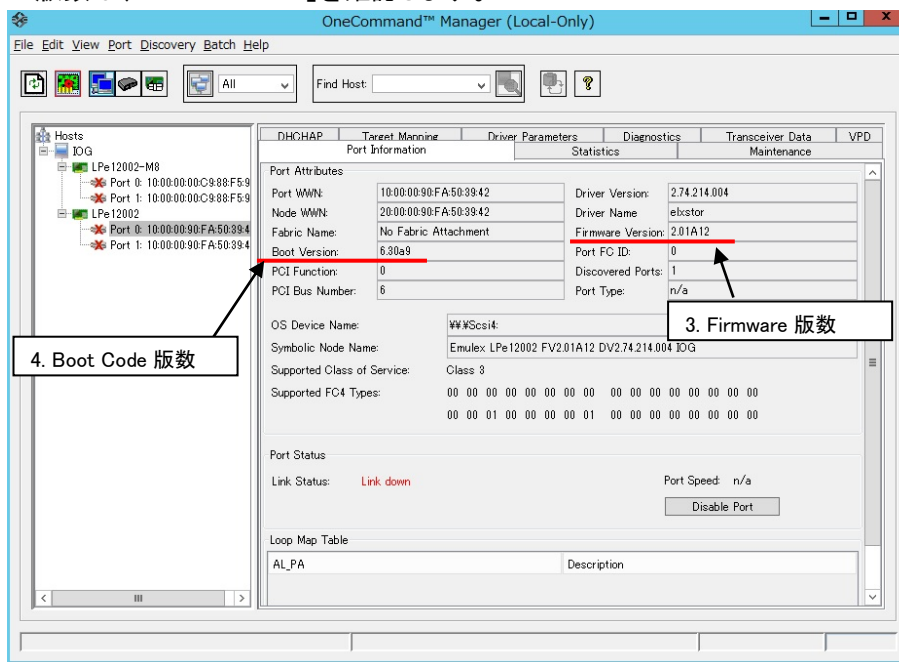 OneCommand™ Manager (Local-Only)
File Edit View Port Discovery Batch Help
All
Find Host:
Hosts
IOG
LPe12002-M8
Port 0: 10:00:00:00:C9:88:F5:9
Port 1: 10:00:00:00:C9:88:F5:9
LPe12002
Port 0: 10:00:00:90:FA:50:39:4
Port 1: 10:00:00:90:FA:50:39:4
DHCHAP Target Mapping Driver Parameters Diagnostics Transceiver Data VPD
Port Information Statistics Maintenance
Port Attributes
Port WWN: 10:00:00:90:FA:50:39:42 Driver Version: 2.74.214.004
Node WWN: 20:00:00:90:FA:50:39:42 Driver Name elxstor
Fabric Name: No Fabric Attachment Firmware Version: 2.01A12
Boot Version: 6.30a9 Port FC ID: 0
PCI Function: 0 Discovered Ports: 1
PCI Bus Number: 6 Port Type: n/a
3. Firmware 版数
4. Boot Code 版数
OS Device Name: ¥¥.¥Scsi4:
Symbolic Node Name: Emulex LPe12002 FV2.01A12 DV2.74.214.004 IOG
Supported Class of Service: Class 3
Supported FC4 Types: 00 00 00 00 00 00 00 00 00 00 00 00 00 00 00 00
00 00 01 00 00 00 00 01 00 00 00 00 00 00 00 00
Port Status
Link Status: Link down Port Speed: n/a
Disable Port
Loop Map Table
AL_PA Description